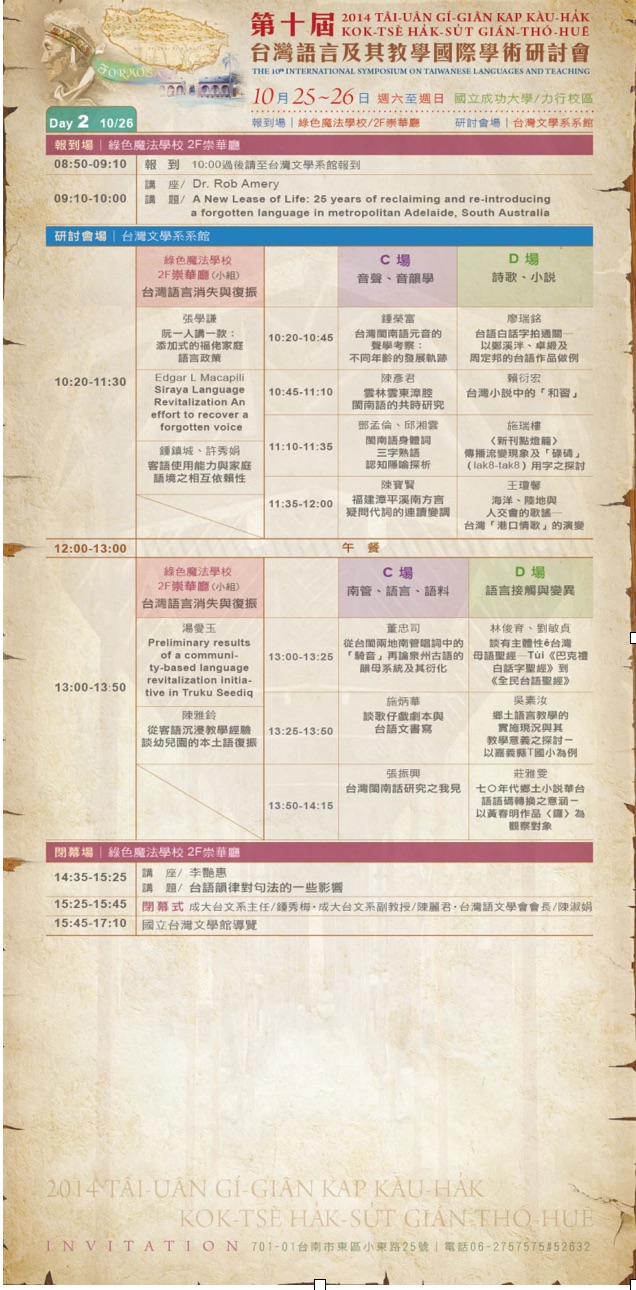 第十屆 2014 TÂI-UÂN GÍ-GIÂN KAP KÀU-HA̍K
KOK-TSÈ HA̍K-SU̍T GIÁN-THÓ-HUĒ
台灣語言及其教學國際學術研討會
THE 10th INTERNATIONAL SYMPOSIUM ON TAIWANESE LANGUAGES AND TEACHING
FORMOSA
10月25~26日 週六至週日 國立成功大學/力行校區
Day 2 10/26
報到場｜綠色魔法學校/2F崇華廳 研討會場｜台灣文學系系館
報到場｜綠色魔法學校 2F崇華廳
08:50-09:10 報 到 10:00過後請至台灣文學系館報到
09:10-10:00
講 座/ Dr. Rob Amery
講 題/ A New Lease of Life: 25 years of reclaiming and re-introducing
a forgotten language in metropolitan Adelaide, South Australia
研討會場｜台灣文學系系館
綠色魔法學校
2F崇華廳(小組)
台灣語言消失與復振
C 場
音聲、音韻學
D 場
詩歌、小說
10:20-11:30
張學謙
阮一人講一款：
添加式的福佬家庭
語言政策
Edgar L Macapili
Siraya Language
Revitalization An
effort to recover a
forgotten voice
鍾鎮城、許秀娟
客語使用能力與家庭
語境之相互依賴性
10:20-10:45
鍾榮富
台灣閩南語元音的
聲學考察：
不同年齡的發展軌跡
廖瑞銘
台語白話字拍通關─
以鄭溪泮、卓緞及
周定邦的台語作品做例
10:45-11:10
陳彥君
雲林雲東漳腔
閩南語的共時研究
賴衍宏
台灣小說中的「和習」
11:10-11:35
鄧孟倫、邱湘雲
閩南語身體詞
三字熟語
認知隱喻探析
施瑞樓
〈新刊點燈籠〉
傳播流變現象及「碌碡」
(lak8-tak8) 用字之探討
11:35-12:00
陳寶賢
福建漳平溪南方言
疑問代詞的連讀變調
王瓊馨
海洋、陸地與
人交會的歌謠─
台灣「港口情歌」的演變
12:00-13:00 午 餐
綠色魔法學校
2F崇華廳(小組)
台灣語言消失與復振
C 場
南管、語言、語料
D 場
語言接觸與變異
13:00-13:50
湯愛玉
Preliminary results
of a communi-
ty-based language
revitalization initia-
tive in Truku Seediq
陳雅鈴
從客語沉浸教學經驗
談幼兒園的本土語復振
13:00-13:25
董忠司
從台閩兩地南管唱詞中的
「騎音」再論泉州古語的
韻母系統及其衍化
林俊育、劉敏貞
談有主體性ê台灣
母語聖經─Tùi《巴克禮
白話字聖經》到
《全民台語聖經》
13:25-13:50
施炳華
談歌仔戲劇本與
台語文書寫
吳素汝
鄉土語言教學的
實施現況與其
教學意義之探討－
以嘉義縣T國小為例
13:50-14:15
張振興
台灣閩南話研究之我見
莊雅雯
七〇年代鄉土小說華台
語語碼轉換之意涵－
以黃春明作品〈鑼〉為
觀察對象
閉幕場｜綠色魔法學校 2F崇華廳
14:35-15:25
講 座/ 李艷惠
講 題/ 台語韻律對句法的一些影響
15:25-15:45 閉幕式 成大台文系主任/鍾秀梅‧成大台文系副教授/陳麗君‧台灣語文學會會長/陳淑娟
15:45-17:10 國立台灣文學館導覽
2014 TÂI-UÂN GÍ-GIÂN KAP KÀU-HA̍K
KOK-TSÈ HA̍K-SU̍T GIÁN-THÓ-HUĒ
INVITATION 701-01台南市東區小東路25號｜電話06-2757575#52632